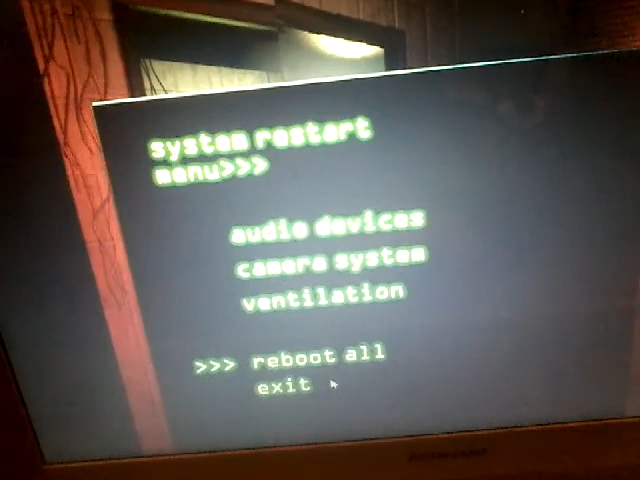 system restart
menu>>>
audio devices
camera system
ventilation
>>> reboot all
exit